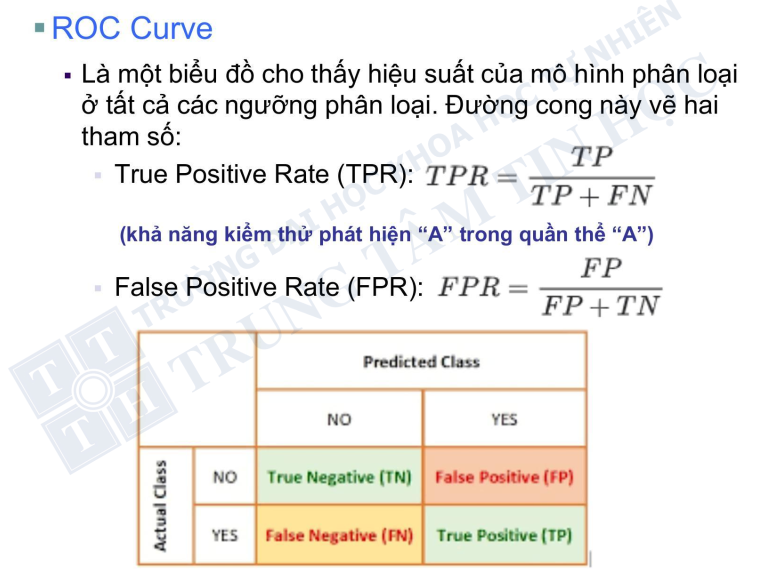 ROC Curve
Là một biểu đồ cho thấy hiệu suất của mô hình phân loại
ở tất cả các ngưỡng phân loại. Đường cong này vẽ hai
tham số:
True Positive Rate (TPR): TPR = TP / (TP + FN)
(khả năng kiểm thử phát hiện “A” trong quần thể “A”)
False Positive Rate (FPR): FPR = FP / (FP + TN)
Predicted Class
NO YES
Actual Class
NO True Negative (TN) False Positive (FP)
YES False Negative (FN) True Positive (TP)
TRƯỜNG ĐẠI HỌC KHOA HỌC TỰ NHIÊN
TRUNG TÂM TIN HỌC
T T
T H